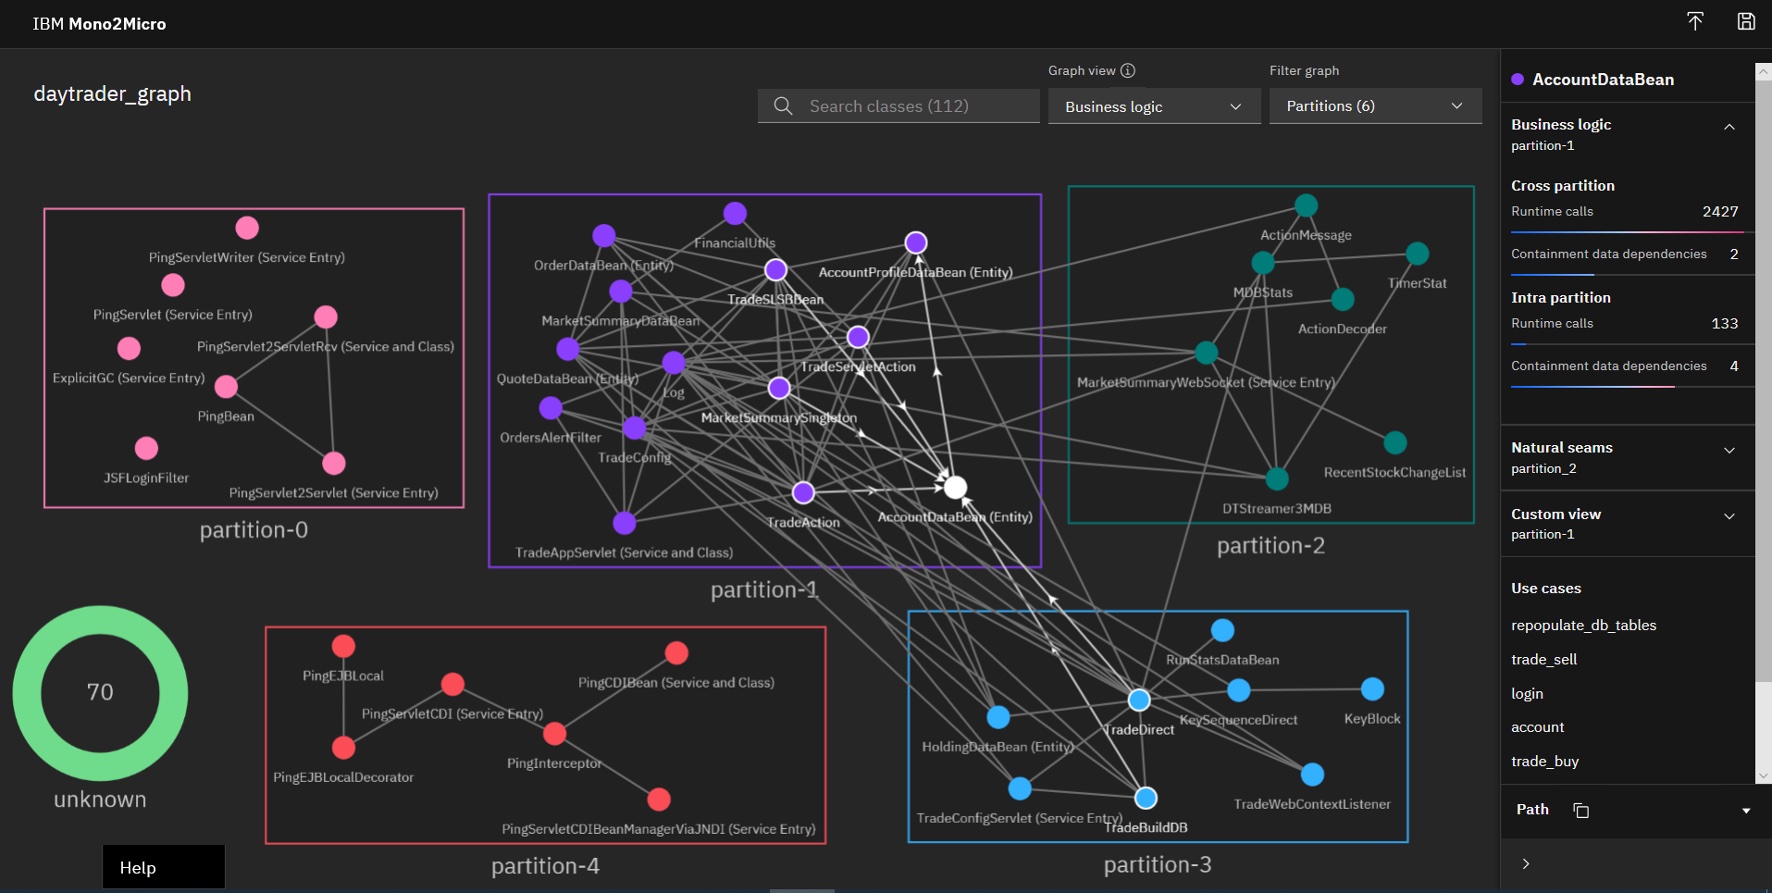 IBM Mono2Micro
daytrader_graph
Graph view
Filter graph
Search classes (112)
Business logic
Partitions (6)
PingServletWriter (Service Entry)
PingServlet (Service Entry)
PingServlet2ServletRcv (Service and Class)
ExplicitGC (Service Entry)
PingBean
JSFLoginFilter
PingServlet2Servlet (Service Entry)
partition-0
FinancialUtils
OrderDataBean (Entity)
AccountProfileDataBean (Entity)
TradeSLSBBean
MarketSummaryDataBean
TradeServletAction
QuoteDataBean (Entity)
Log
MarketSummarySingleton
OrdersAlertFilter
TradeConfig
TradeAction
AccountDataBean (Entity)
TradeAppServlet (Service and Class)
partition-1
ActionMessage
TimerStat
MDBStats
ActionDecoder
MarketSummaryWebSocket (Service Entry)
RecentStockChangeList
DTStreamer3MDB
partition-2
70
unknown
PingEJBLocal
PingCDIBean (Service and Class)
PingServletCDI (Service Entry)
PingInterceptor
PingEJBLocalDecorator
PingServletCDIBeanManagerViaJNDI (Service Entry)
partition-4
RunStatsDataBean
KeySequenceDirect
KeyBlock
TradeDirect
HoldingDataBean (Entity)
TradeWebContextListener
TradeConfigServlet (Service Entry)
TradeBuildDB
partition-3
Help
AccountDataBean
Business logic
partition-1
Cross partition
Runtime calls 2427
Containment data dependencies 2
Intra partition
Runtime calls 133
Containment data dependencies 4
Natural seams
partition_2
Custom view
partition-1
Use cases
repopulate_db_tables
trade_sell
login
account
trade_buy
Path